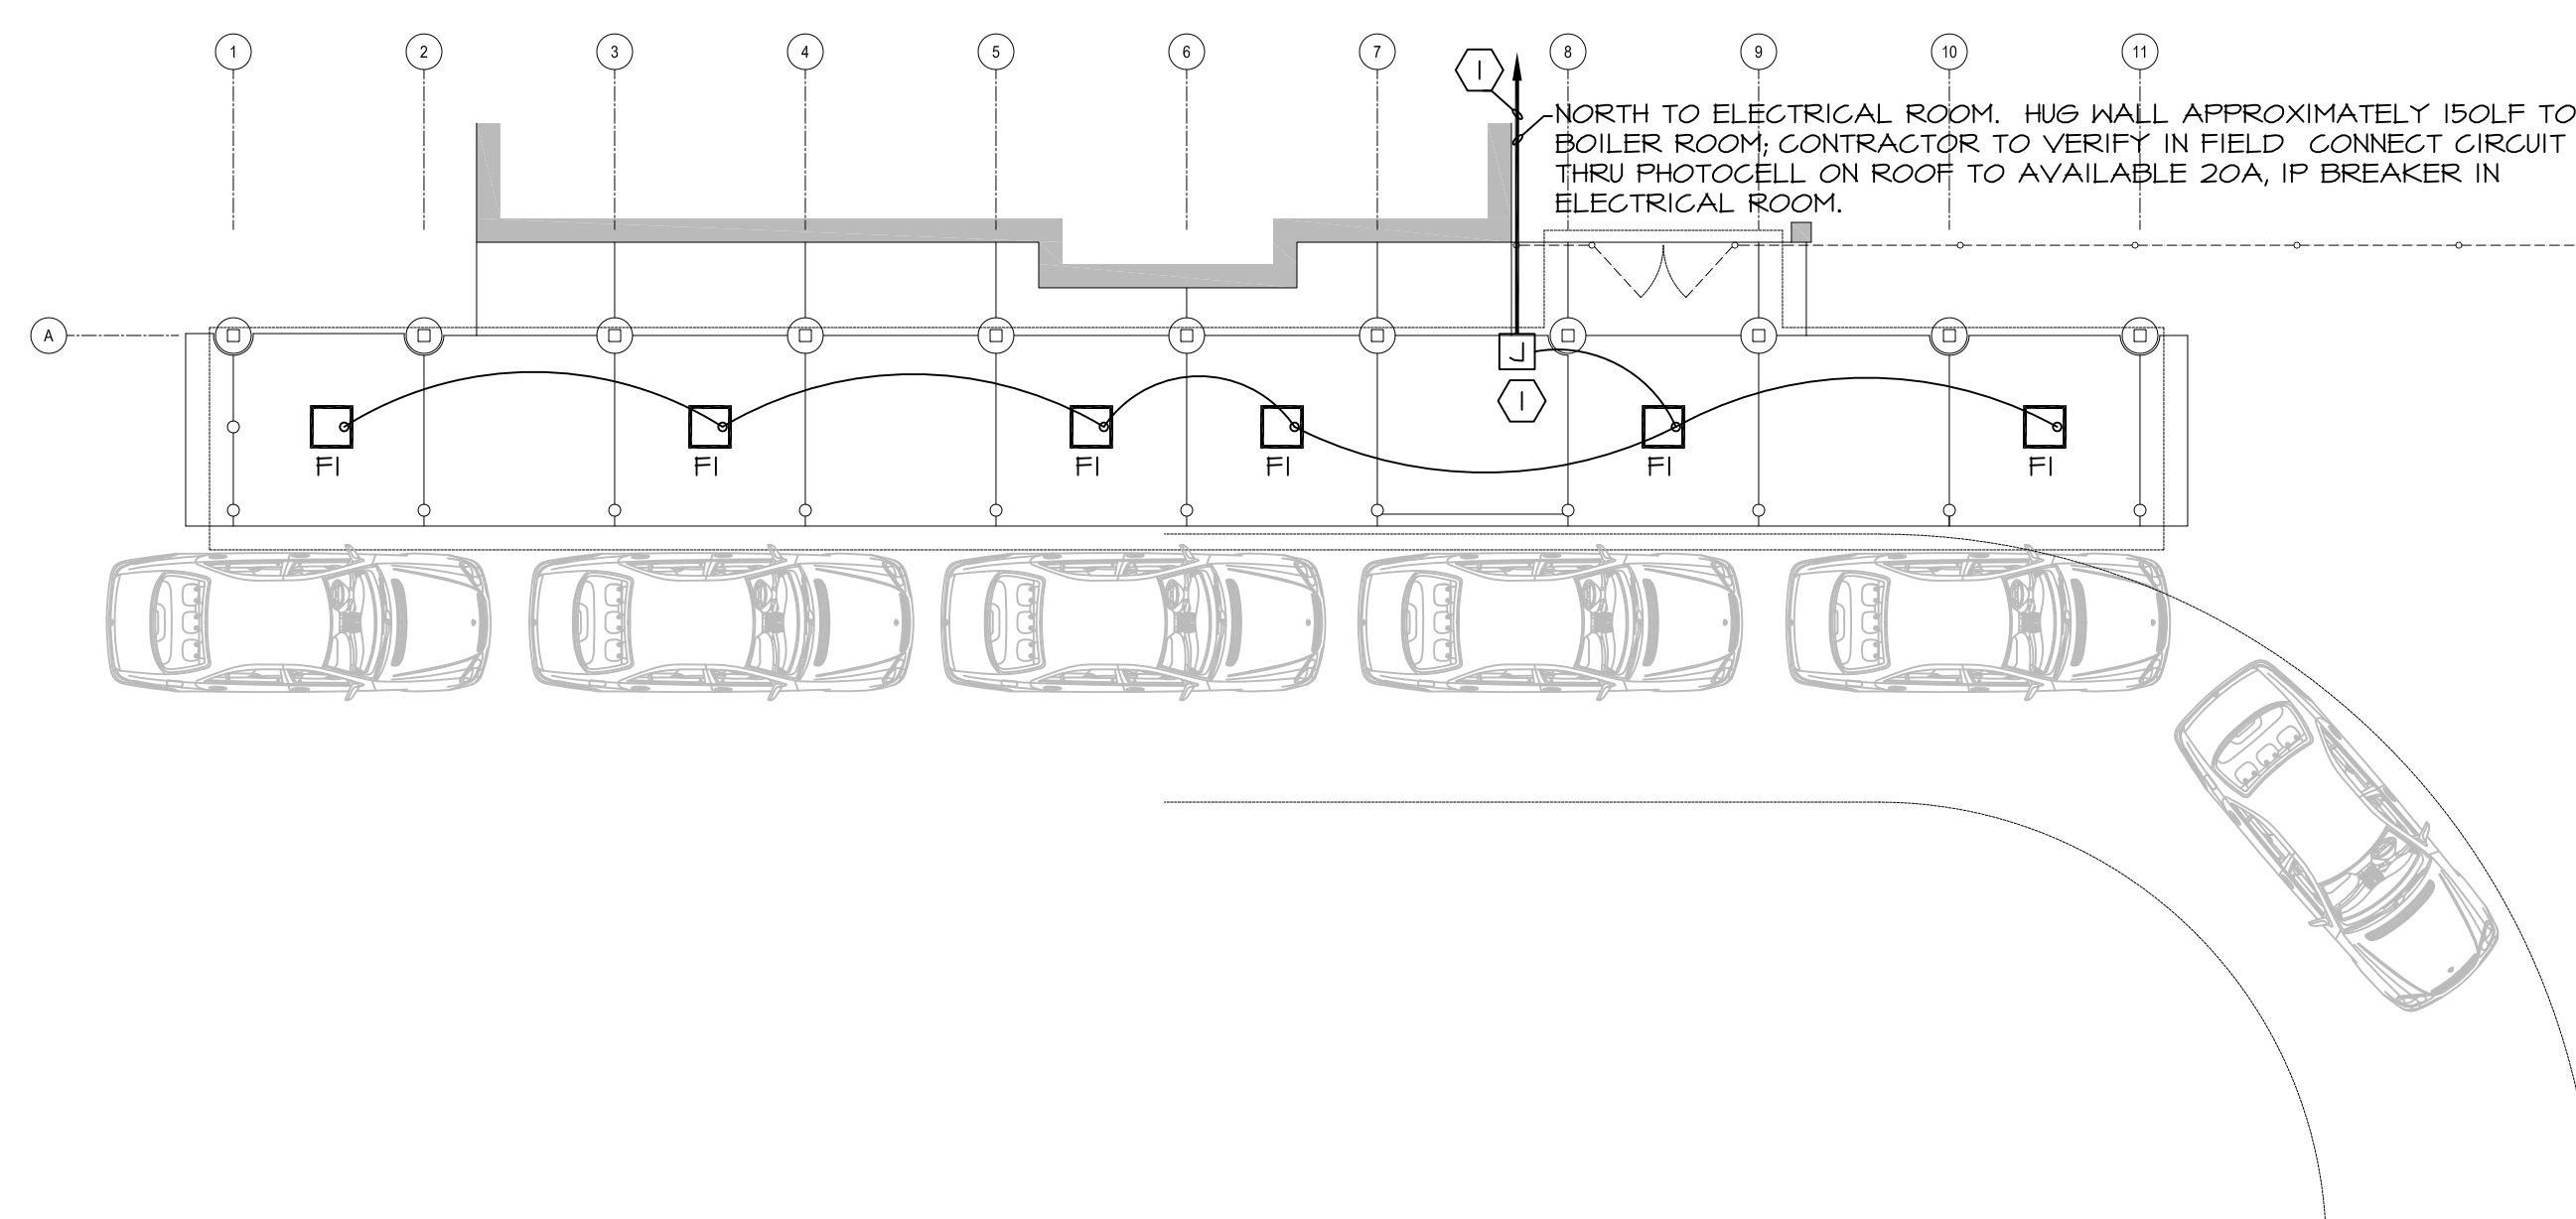 1 2 3 4 5 6 7 8 9 10 11
1
NORTH TO ELECTRICAL ROOM. HUG WALL APPROXIMATELY 150LF TO
BOILER ROOM; CONTRACTOR TO VERIFY IN FIELD CONNECT CIRCUIT
THRU PHOTOCELL ON ROOF TO AVAILABLE 20A, 1P BREAKER IN
ELECTRICAL ROOM.
A
J
1
F1 F1 F1 F1 F1 F1